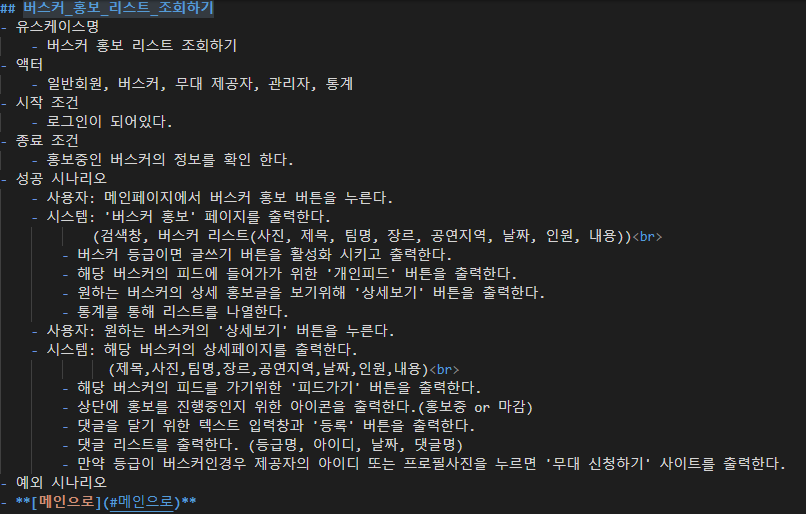 ## 버스커_홍보_리스트_조회하기
- 유스케이스명
- 버스커 홍보 리스트 조회하기
- 액터
- 일반회원, 버스커, 무대 제공자, 관리자, 통계
- 시작 조건
- 로그인이 되어있다.
- 종료 조건
- 홍보중인 버스커의 정보를 확인 한다.
- 성공 시나리오
- 사용자: 메인페이지에서 버스커 홍보 버튼을 누른다.
- 시스템: '버스커 홍보' 페이지를 출력한다.
(검색창, 버스커 리스트(사진, 제목, 팀명, 장르, 공연지역, 날짜, 인원, 내용))<br>
- 버스커 등급이면 글쓰기 버튼을 활성화 시키고 출력한다.
- 해당 버스커의 피드에 들어가가 위한 '개인피드' 버튼을 출력한다.
- 원하는 버스커의 상세 홍보글을 보기위해 '상세보기' 버튼을 출력한다.
- 통계를 통해 리스트를 나열한다.
- 사용자: 원하는 버스커의 '상세보기' 버튼을 누른다.
- 시스템: 해당 버스커의 상세페이지를 출력한다.
(제목,사진,팀명,장르,공연지역,날짜,인원,내용)<br>
- 해당 버스커의 피드를 가기위한 '피드가기' 버튼을 출력한다.
- 상단에 홍보를 진행중인지 위한 아이콘을 출력한다.(홍보중 or 마감)
- 댓글을 달기 위한 텍스트 입력창과 '등록' 버튼을 출력한다.
- 댓글 리스트를 출력한다. (등급명, 아이디, 날짜, 댓글명)
- 만약 등급이 버스커인경우 제공자의 아이디 또는 프로필사진을 누르면 '무대 신청하기' 사이트를 출력한다.
- 예외 시나리오
- **[메인으로](#메인으로)**